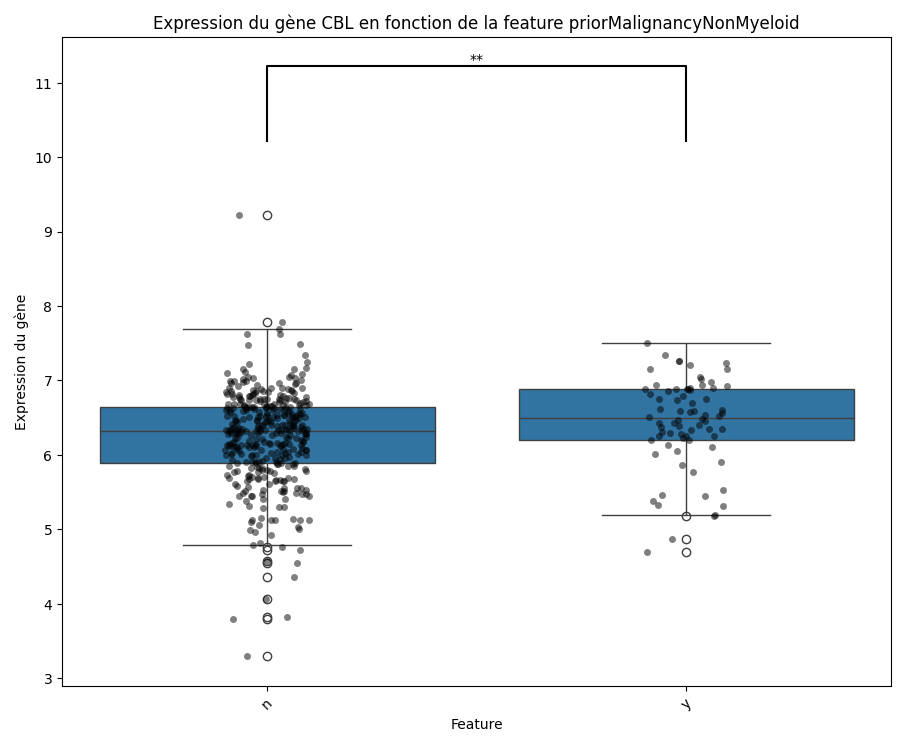 Expression du gène CBL en fonction de la feature priorMalignancyNonMyeloid
**
11
10
9
8
7
6
5
4
3
Expression du gène
n
y
Feature